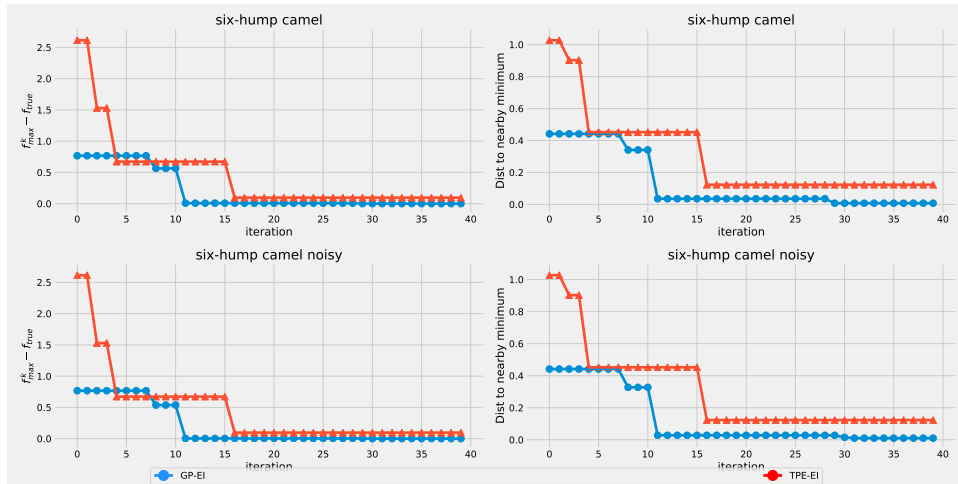 six-hump camel
f^k_max − f_true
2.5
2.0
1.5
1.0
0.5
0.0
0 5 10 15 20 25 30 35 40
iteration
six-hump camel
Dist to nearby minimum
1.0
0.8
0.6
0.4
0.2
0.0
0 5 10 15 20 25 30 35 40
iteration
six-hump camel noisy
f^k_max − f_true
2.5
2.0
1.5
1.0
0.5
0.0
0 5 10 15 20 25 30 35 40
iteration
six-hump camel noisy
Dist to nearby minimum
1.0
0.8
0.6
0.4
0.2
0.0
0 5 10 15 20 25 30 35 40
iteration
GP-EI
TPE-EI